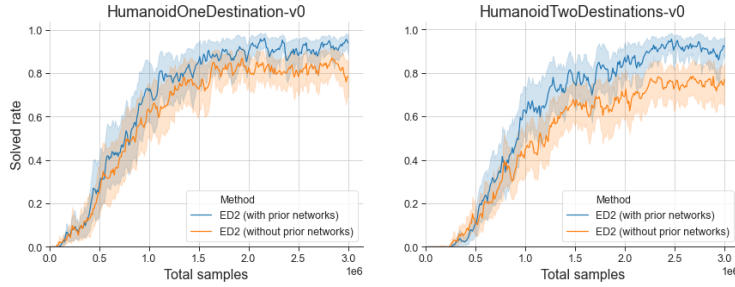 HumanoidOneDestination-v0
Solved rate
1.0
0.8
0.6
0.4
0.2
0.0
Method
ED2 (with prior networks)
ED2 (without prior networks)
0.0 0.5 1.0 1.5 2.0 2.5 3.0
Total samples
1e6
HumanoidTwoDestinations-v0
1.0
0.8
0.6
0.4
0.2
0.0
Method
ED2 (with prior networks)
ED2 (without prior networks)
0.0 0.5 1.0 1.5 2.0 2.5 3.0
Total samples
1e6